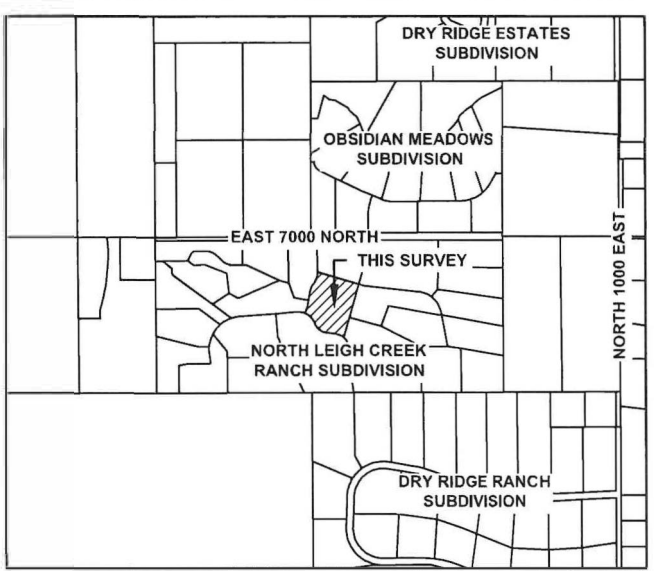 DRY RIDGE ESTATES
SUBDIVISION
OBSIDIAN MEADOWS
SUBDIVISION
EAST 7000 NORTH
THIS SURVEY
NORTH 1000 EAST
NORTH LEIGH CREEK
RANCH SUBDIVISION
DRY RIDGE RANCH
SUBDIVISION